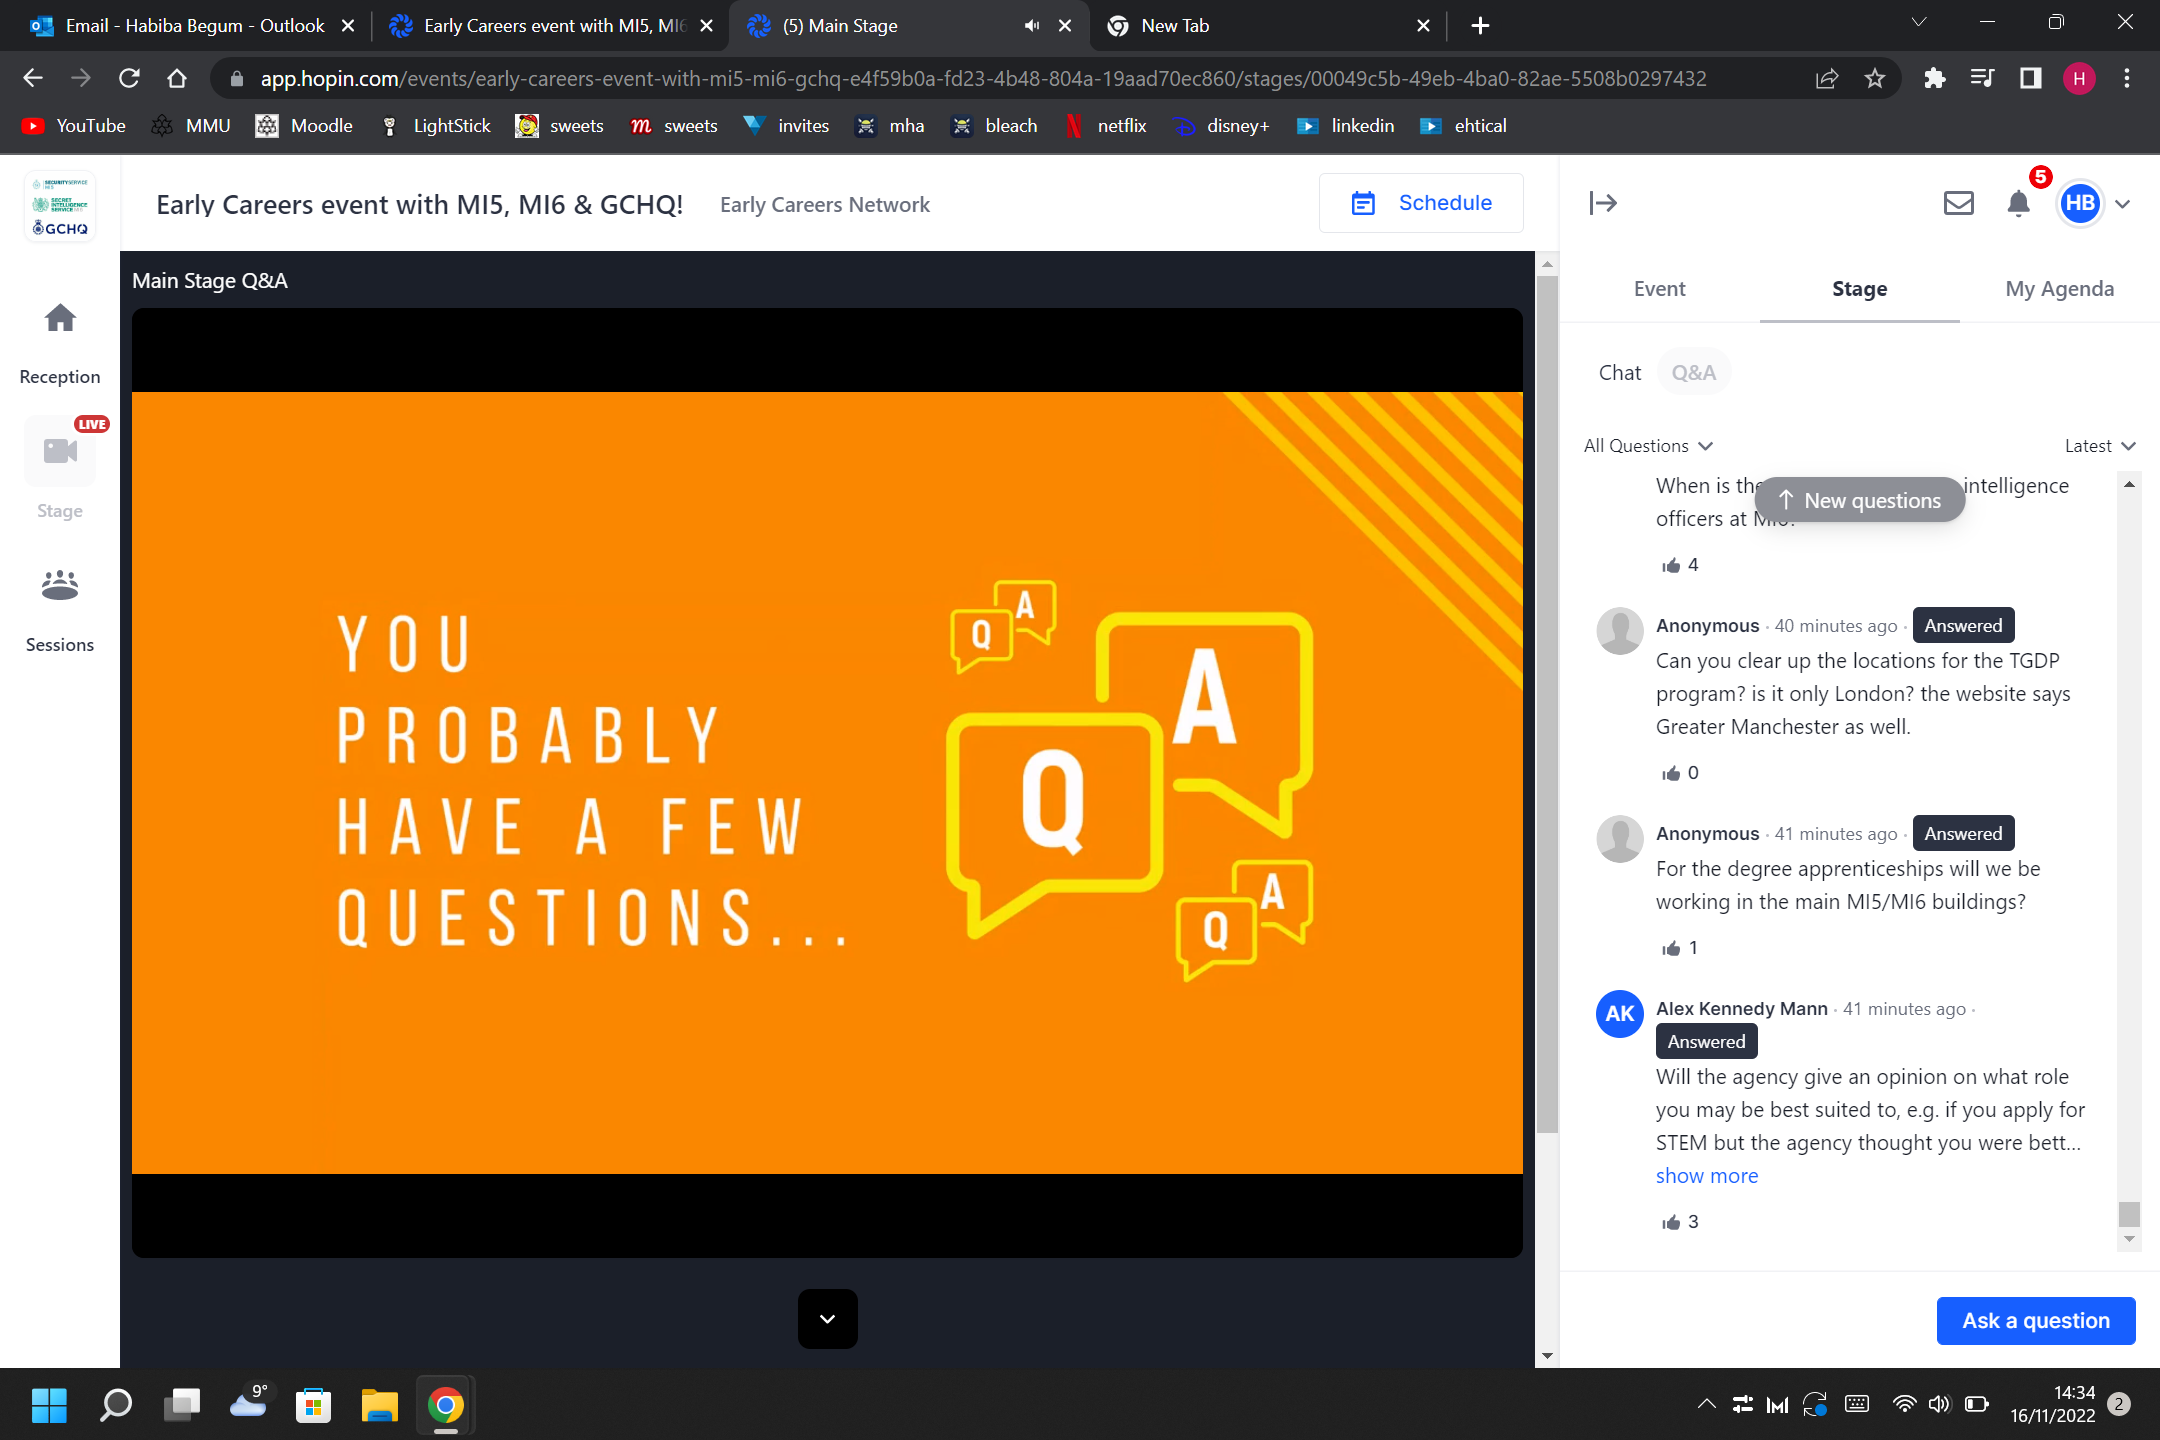 Email - Habiba Begum - Outlook
Early Careers event with MI5, MI6
(5) Main Stage
New Tab
app.hopin.com/events/early-careers-event-with-mi5-mi6-gchq-e4f59b0a-fd23-4b48-804a-19aad70ec860/stages/00049c5b-49eb-4ba0-82ae-5508b0297432
H
YouTube
MMU
Moodle
LightStick
sweets
sweets
invites
mha
bleach
netflix
disney+
linkedin
ehtical
SECURITY SERVICE
MI5
SECRET
INTELLIGENCE
SERVICE MI6
GCHQ
Early Careers event with MI5, MI6 & GCHQ!
Early Careers Network
Schedule
5
HB
Reception
LIVE
Stage
Sessions
Main Stage Q&A
YOU
PROBABLY
HAVE A FEW
QUESTIONS...
Q
A
Q
A
Q
A
Event
Stage
My Agenda
Chat
Q&A
All Questions
Latest
When is the
intelligence
officers at MI6?
New questions
4
Anonymous · 40 minutes ago · Answered
Can you clear up the locations for the TGDP
program? is it only London? the website says
Greater Manchester as well.
0
Anonymous · 41 minutes ago · Answered
For the degree apprenticeships will we be
working in the main MI5/MI6 buildings?
1
AK
Alex Kennedy Mann · 41 minutes ago ·
Answered
Will the agency give an opinion on what role
you may be best suited to, e.g. if you apply for
STEM but the agency thought you were bett...
show more
3
Ask a question
9°
14:34
16/11/2022
2